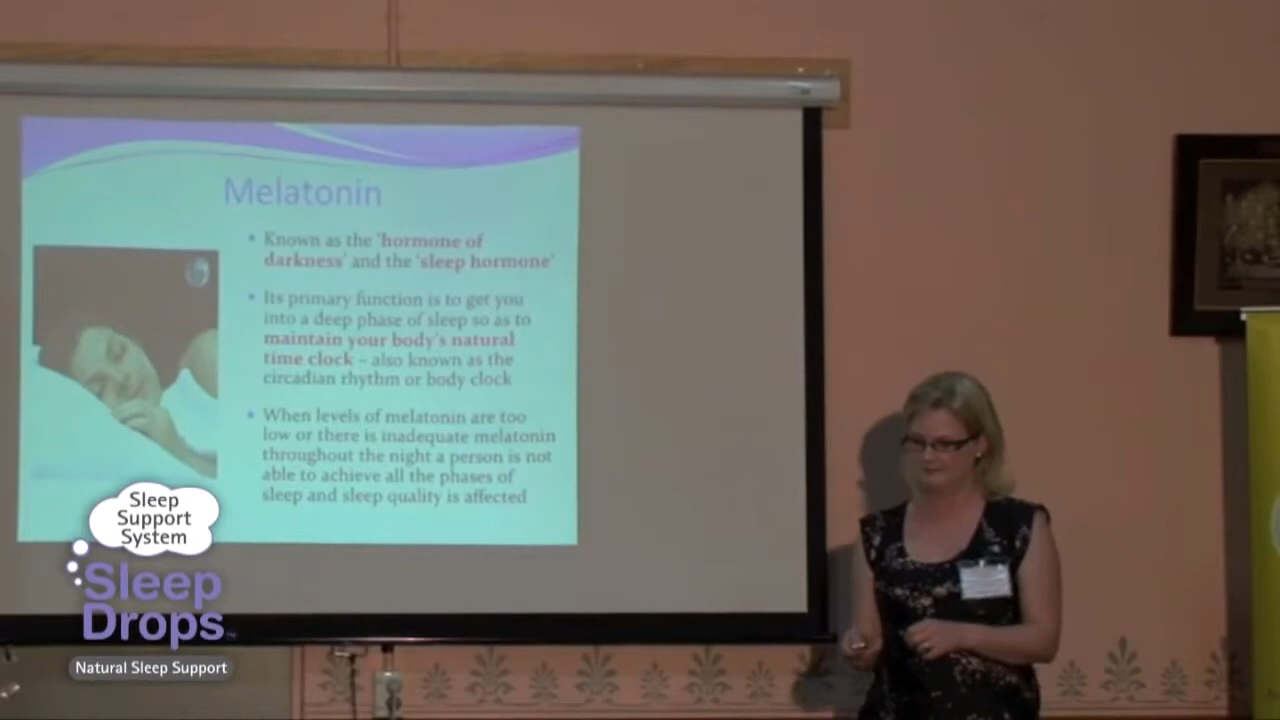 Melatonin
• Known as the 'hormone of
darkness' and the 'sleep hormone'
• Its primary function is to get you
into a deep phase of sleep so as to
maintain your body's natural
time clock – also known as the
circadian rhythm or body clock
• When levels of melatonin are too
low or there is inadequate melatonin
throughout the night a person is not
able to achieve all the phases of
sleep and sleep quality is affected
Sleep
Support
System
Sleep
Drops™
Natural Sleep Support